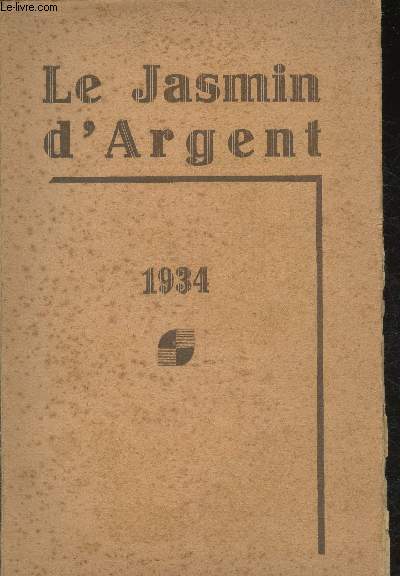 Le-livre.com
Le Jasmin
d'Argent
1934